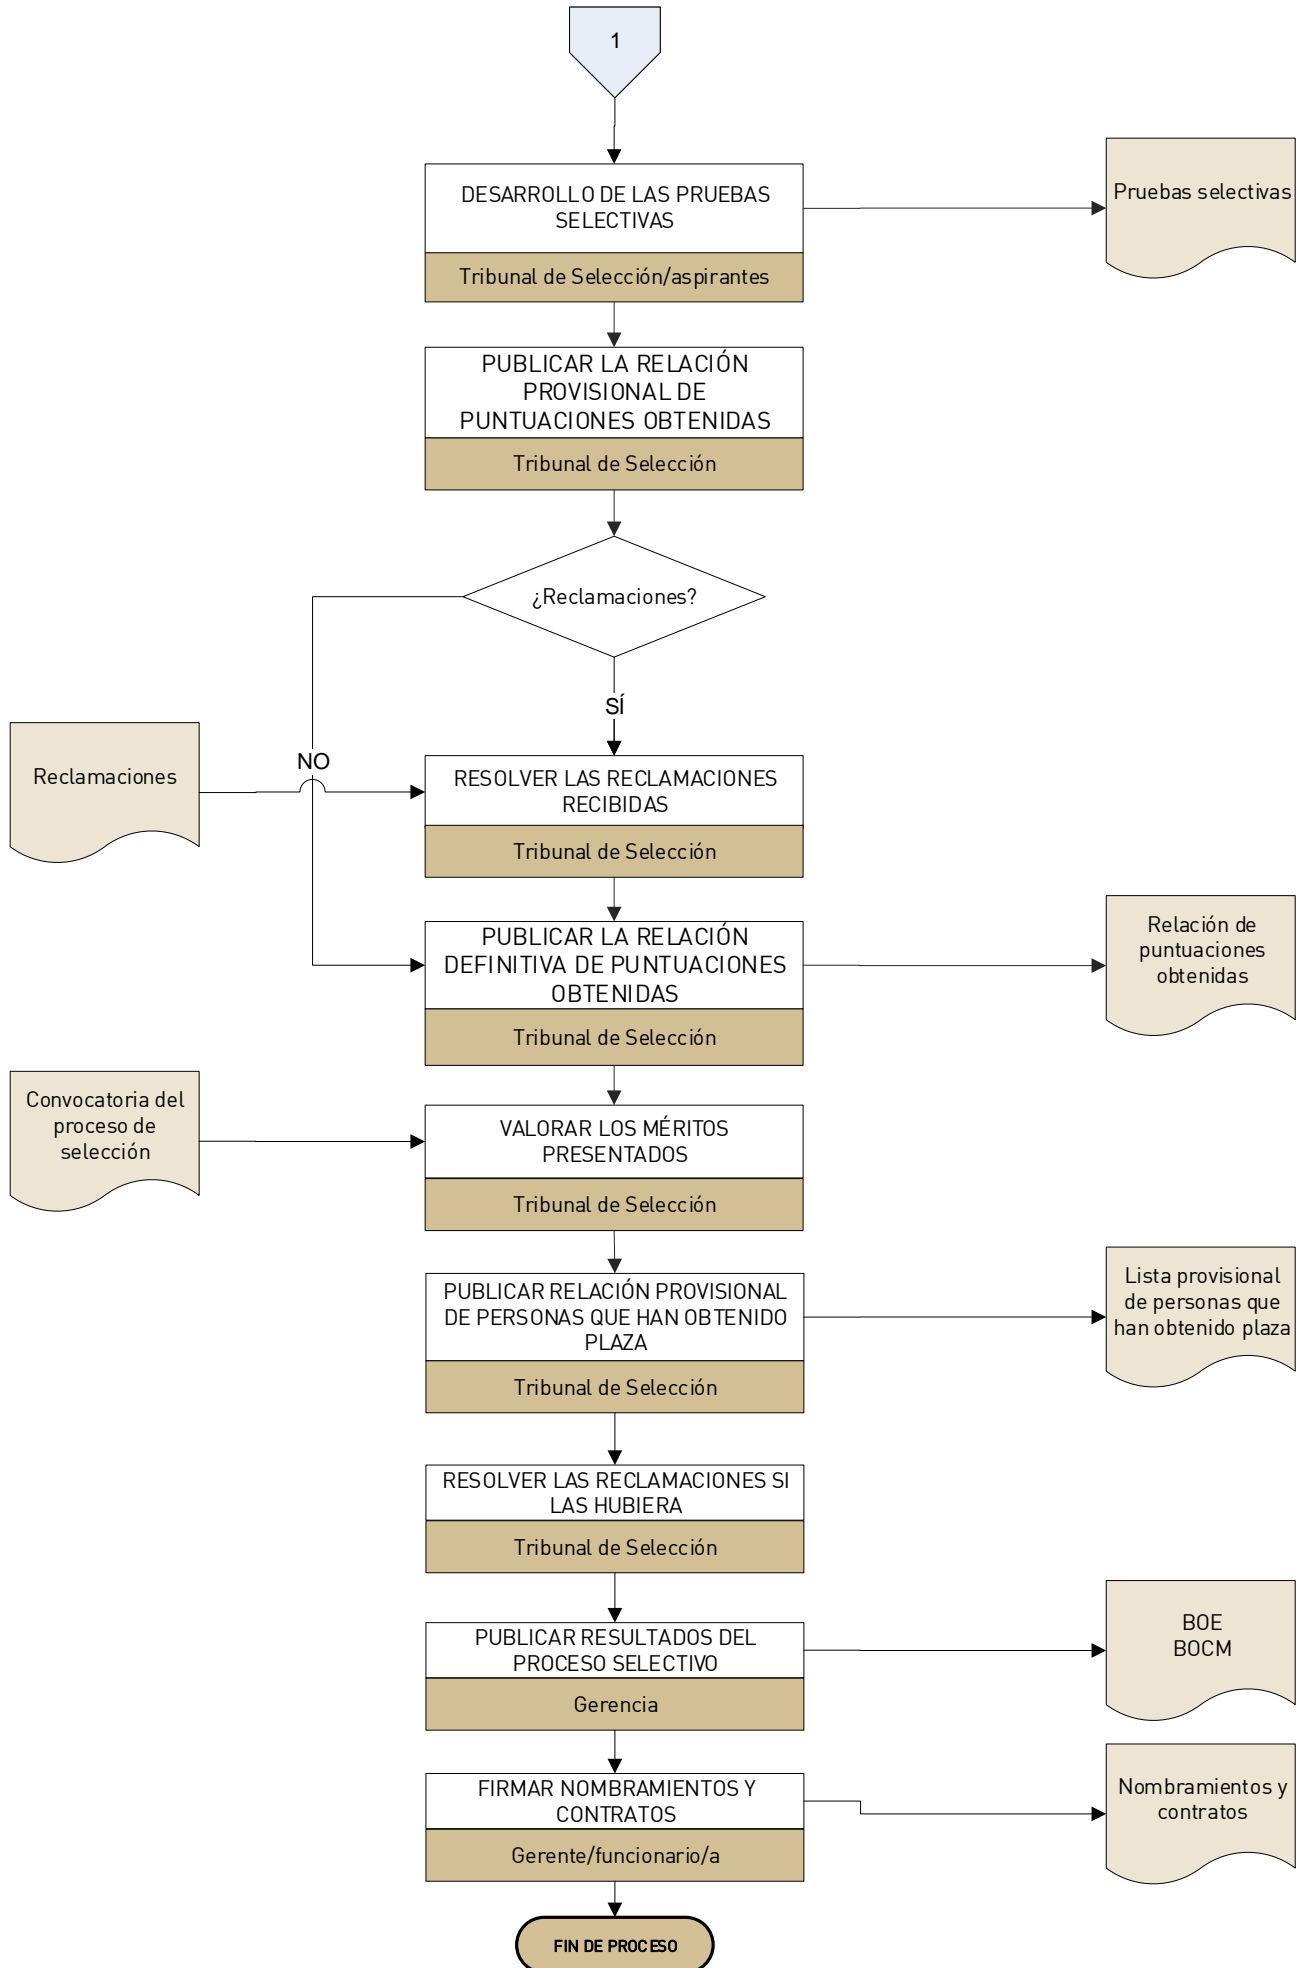 1
DESARROLLO DE LAS PRUEBAS
SELECTIVAS
Tribunal de Selección/aspirantes
Pruebas selectivas
PUBLICAR LA RELACIÓN
PROVISIONAL DE
PUNTUACIONES OBTENIDAS
Tribunal de Selección
¿Reclamaciones?
SÍ
NO
Reclamaciones
RESOLVER LAS RECLAMACIONES
RECIBIDAS
Tribunal de Selección
PUBLICAR LA RELACIÓN
DEFINITIVA DE PUNTUACIONES
OBTENIDAS
Tribunal de Selección
Relación de
puntuaciones
obtenidas
Convocatoria del
proceso de
selección
VALORAR LOS MÉRITOS
PRESENTADOS
Tribunal de Selección
PUBLICAR RELACIÓN PROVISIONAL
DE PERSONAS QUE HAN OBTENIDO
PLAZA
Tribunal de Selección
Lista provisional
de personas que
han obtenido plaza
RESOLVER LAS RECLAMACIONES SI
LAS HUBIERA
Tribunal de Selección
PUBLICAR RESULTADOS DEL
PROCESO SELECTIVO
Gerencia
BOE
BOCM
FIRMAR NOMBRAMIENTOS Y
CONTRATOS
Gerente/funcionario/a
Nombramientos y
contratos
FIN DE PROCESO